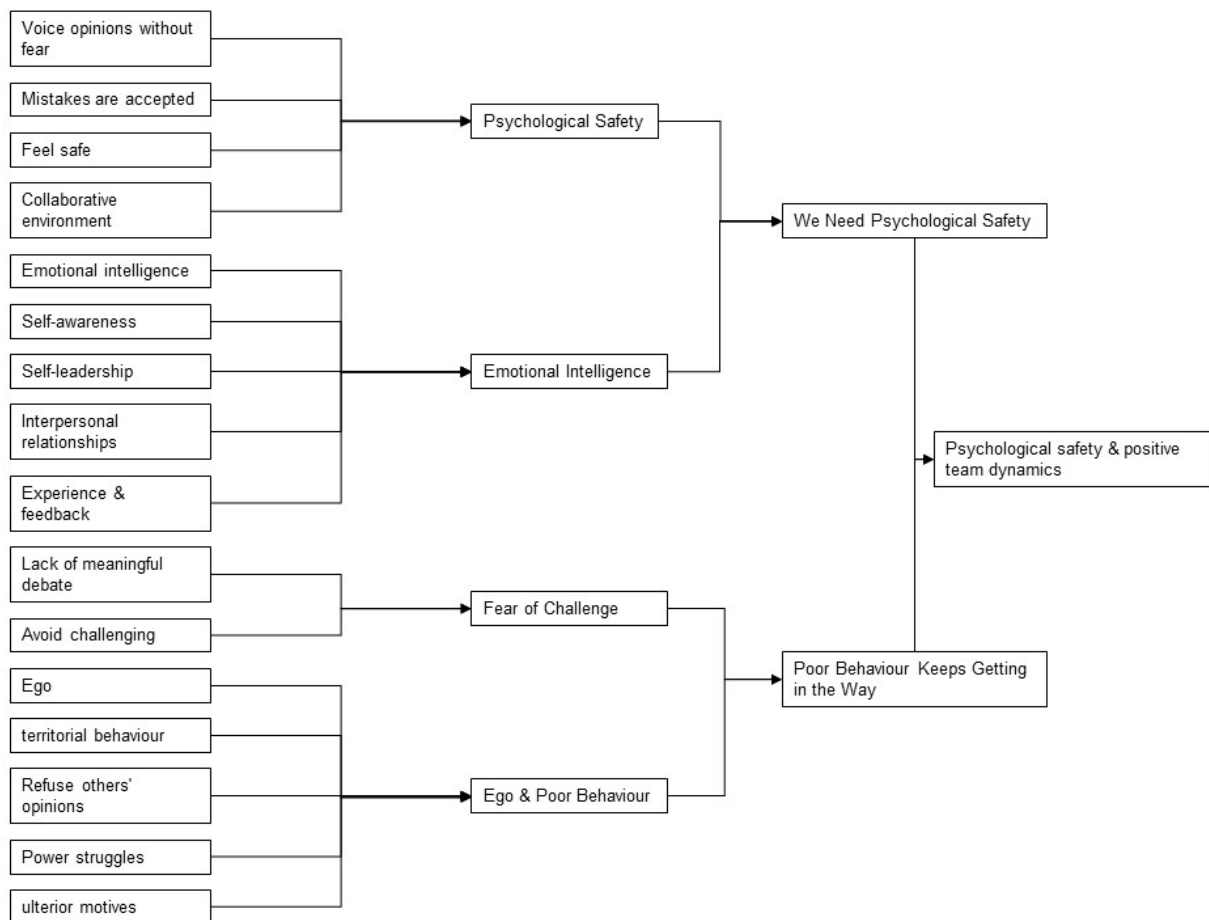 Voice opinions without
fear
Mistakes are accepted
Feel safe
Collaborative
environment
Emotional intelligence
Self-awareness
Self-leadership
Interpersonal
relationships
Experience &
feedback
Lack of meaningful
debate
Avoid challenging
Ego
territorial behaviour
Refuse others'
opinions
Power struggles
ulterior motives
Psychological Safety
Emotional Intelligence
Fear of Challenge
Ego & Poor Behaviour
We Need Psychological Safety
Poor Behaviour Keeps Getting
in the Way
Psychological safety & positive
team dynamics